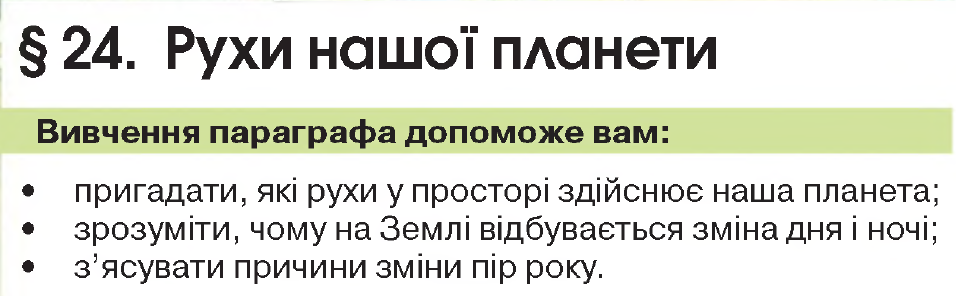 § 24. Рухи нашої планети
Вивчення параграфа допоможе вам:
• пригадати, які рухи у просторі здійснює наша планета;
• зрозуміти, чому на Землі відбувається зміна дня і ночі;
• з’ясувати причини зміни пір року.